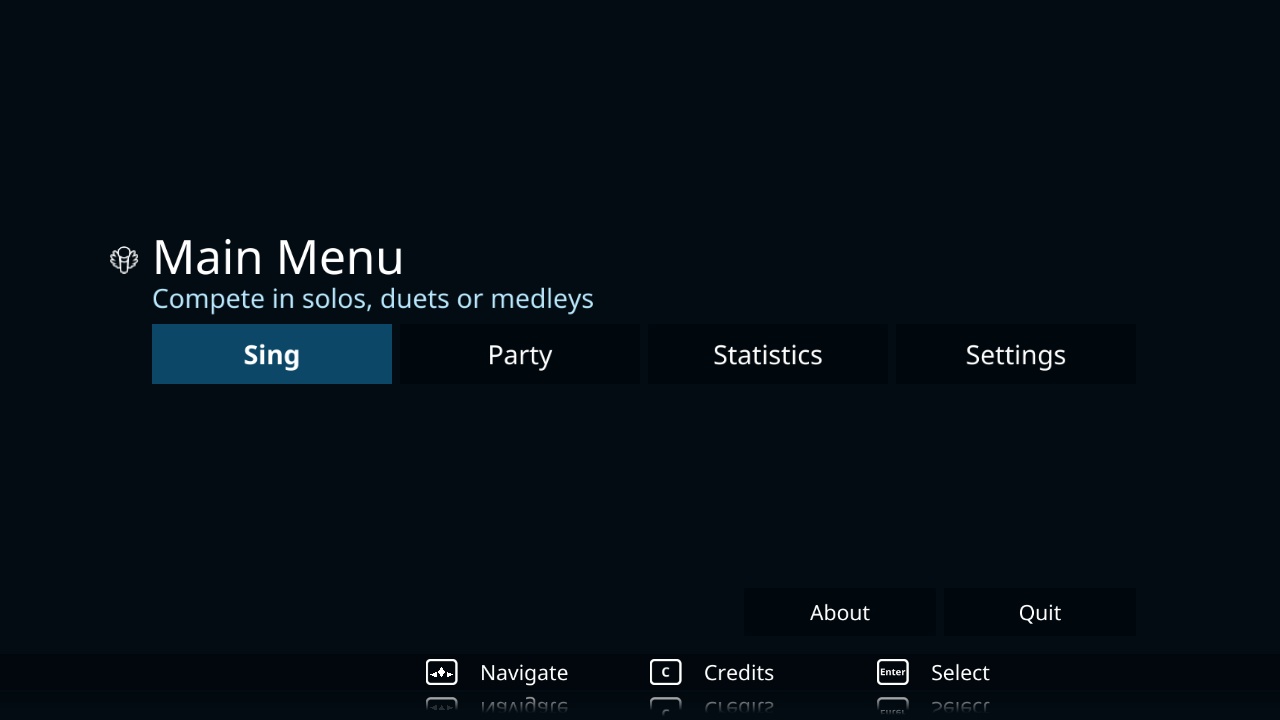 Main Menu
Compete in solos, duets or medleys
Sing Party Statistics Settings
About Quit
Navigate C Credits Enter Select